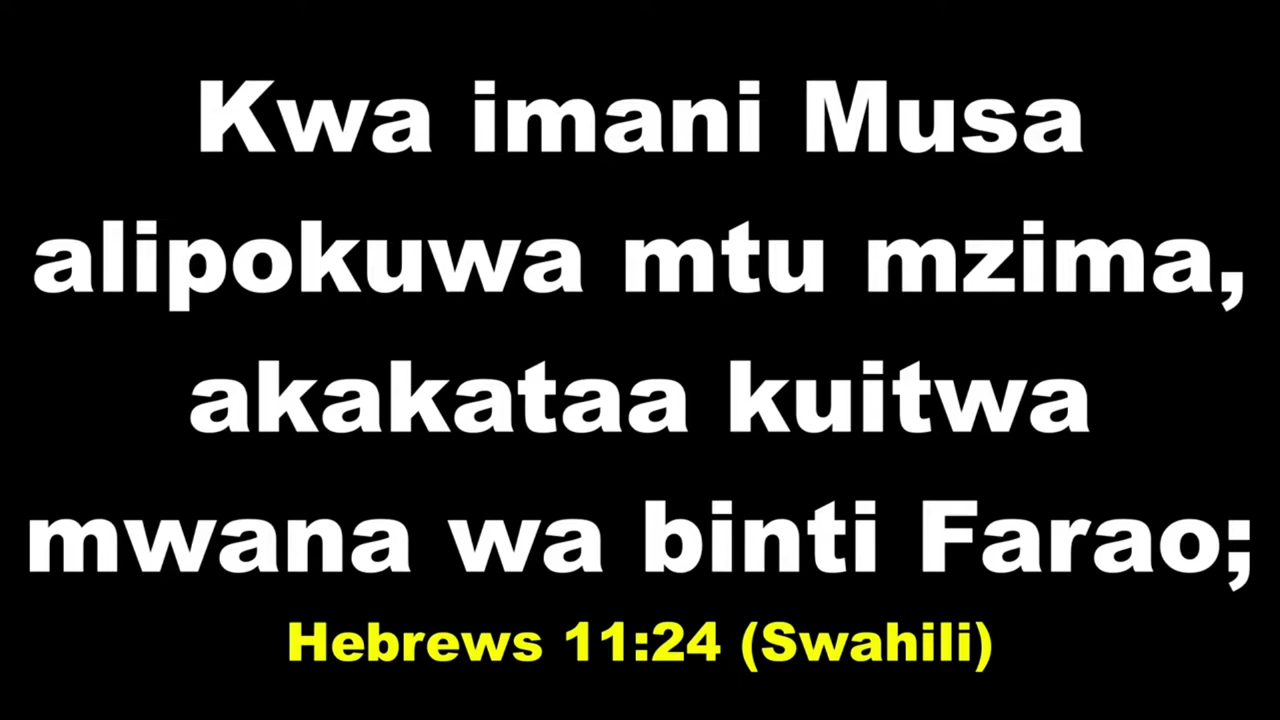 Kwa imani Musa
alipokuwa mtu mzima,
akakataa kuitwa
mwana wa binti Farao;
Hebrews 11:24 (Swahili)